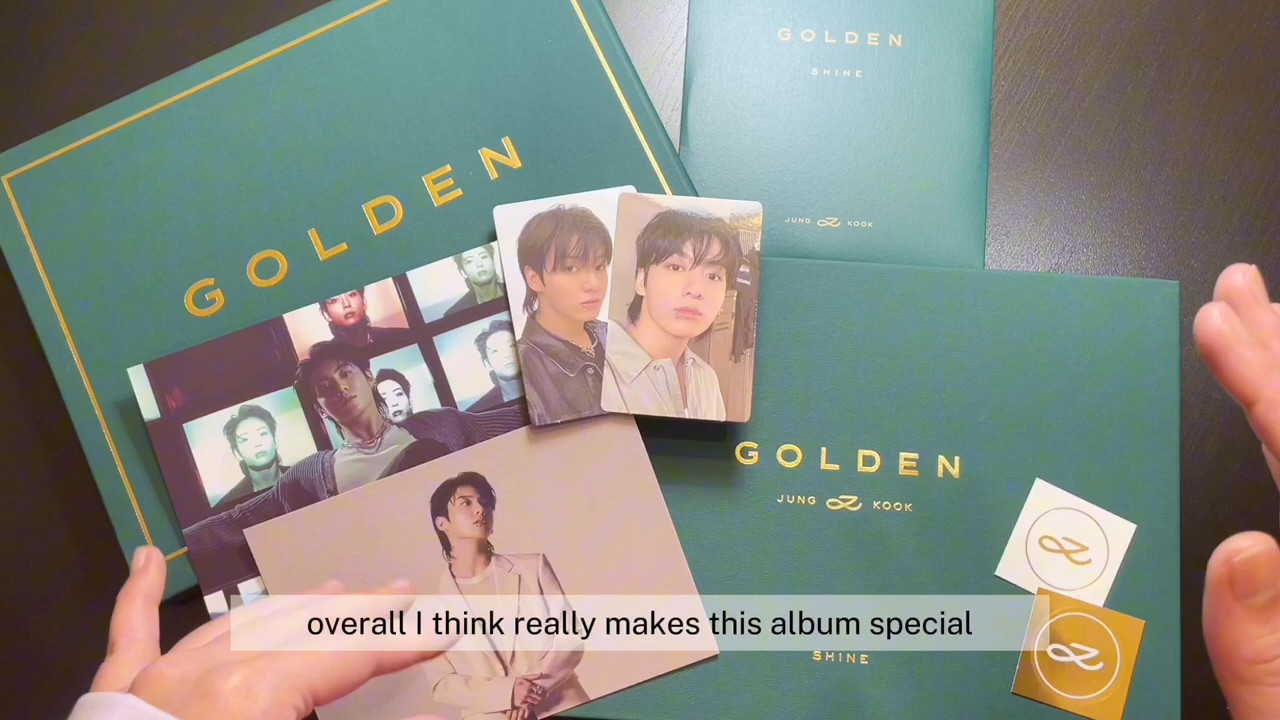 GOLDEN
SHINE
JUNG KOOK
GOLDEN
GOLDEN
JUNG KOOK
overall I think really makes this album special
SHINE